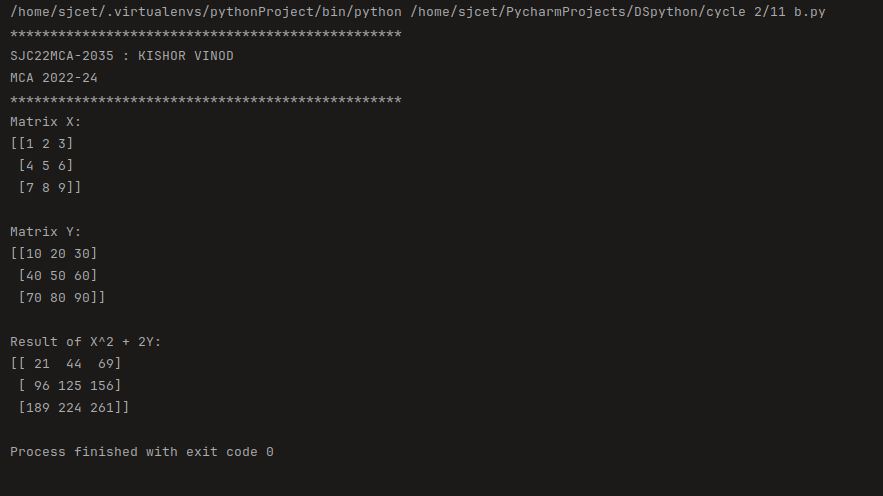 /home/sjcet/.virtualenvs/pythonProject/bin/python /home/sjcet/PycharmProjects/DSpython/cycle 2/11 b.py
*************************************************
SJC22MCA-2035 : KISHOR VINOD
MCA 2022-24
*************************************************
Matrix X:
[[1 2 3]
 [4 5 6]
 [7 8 9]]

Matrix Y:
[[10 20 30]
 [40 50 60]
 [70 80 90]]

Result of X^2 + 2Y:
[[ 21  44  69]
 [ 96 125 156]
 [189 224 261]]

Process finished with exit code 0